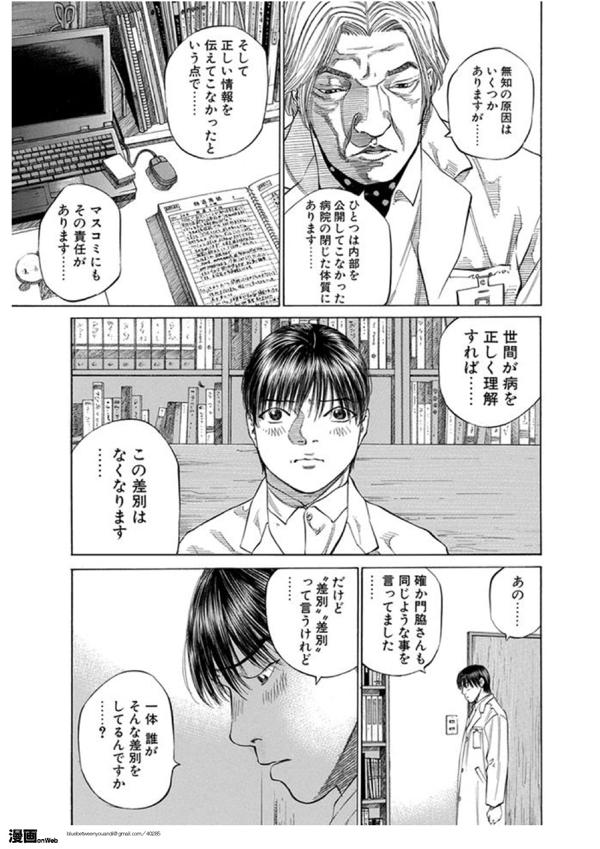 無知の原因は
いくつか
ありますが……
ひとつは内部を
公開してこなかった
病院の閉じた体質に
あります……
そして
正しい情報を
伝えてこなかったと
いう点で……
マスコミにも
その責任が
あります……
世間が病を
正しく理解
すれば……
この差別は
なくなります
……
あの……
確か門脇さんも
同じような事を
言ってました
だけど
〝差別〟〝差別〟
って言うけれど
……
一体 誰が
そんな差別を
してるんですか
……?
漫画 on Web
bluebetweenyouandi@gmail.com/40285